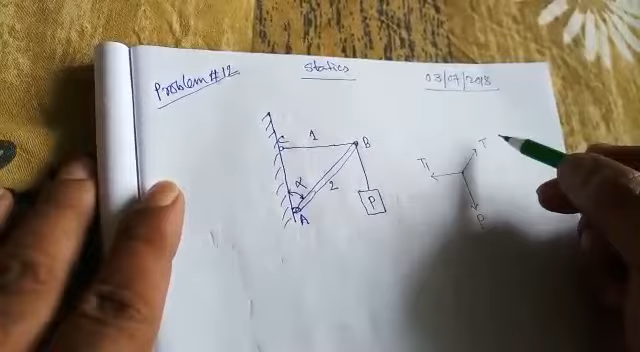 Problem #12
Statics
03/07/2018
C 1 B
α 2 P
A
T T
P